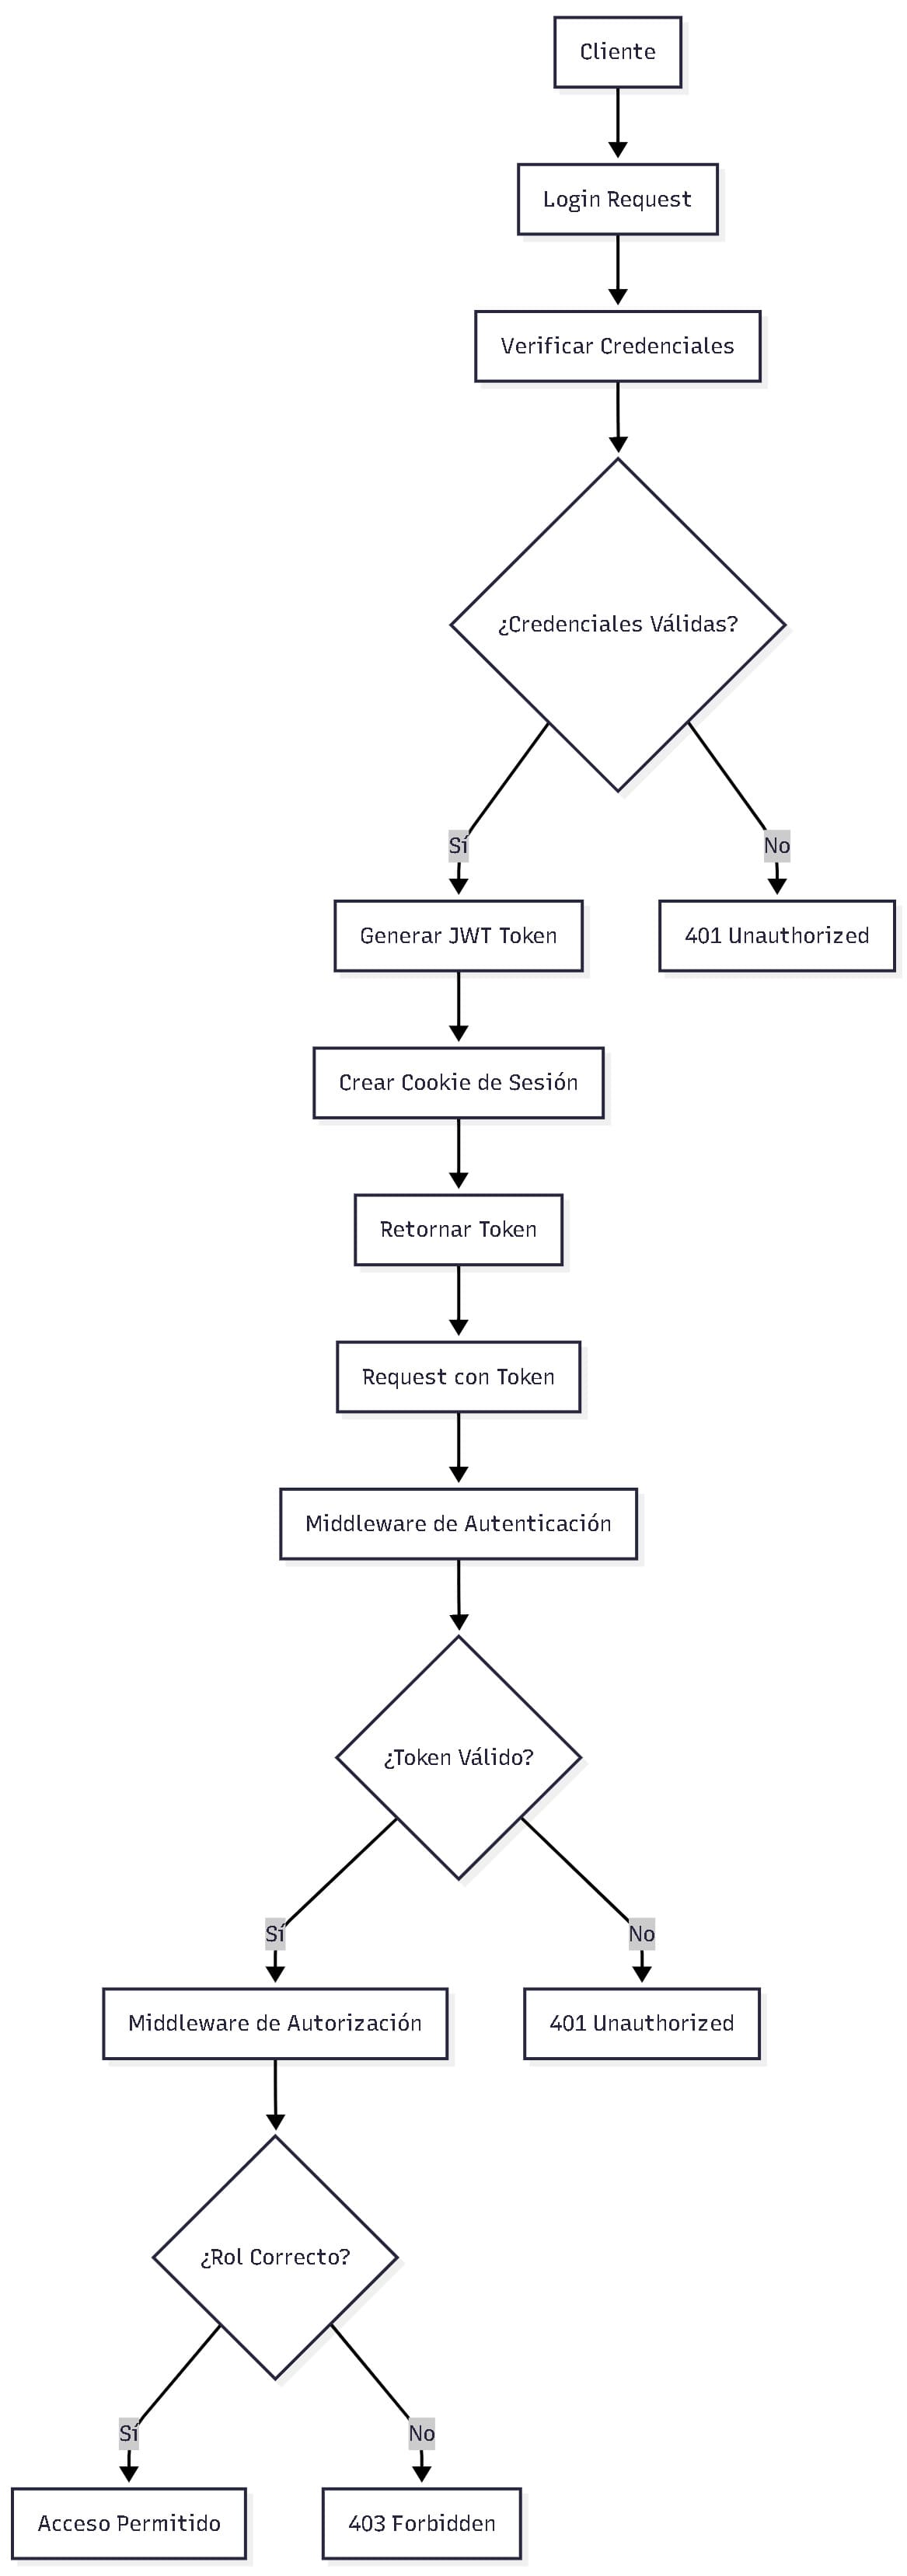 Cliente
Login Request
Verificar Credenciales
¿Credenciales Válidas?
Sí
No
Generar JWT Token
401 Unauthorized
Crear Cookie de Sesión
Retornar Token
Request con Token
Middleware de Autenticación
¿Token Válido?
Sí
No
Middleware de Autorización
401 Unauthorized
¿Rol Correcto?
Sí
No
Acceso Permitido
403 Forbidden